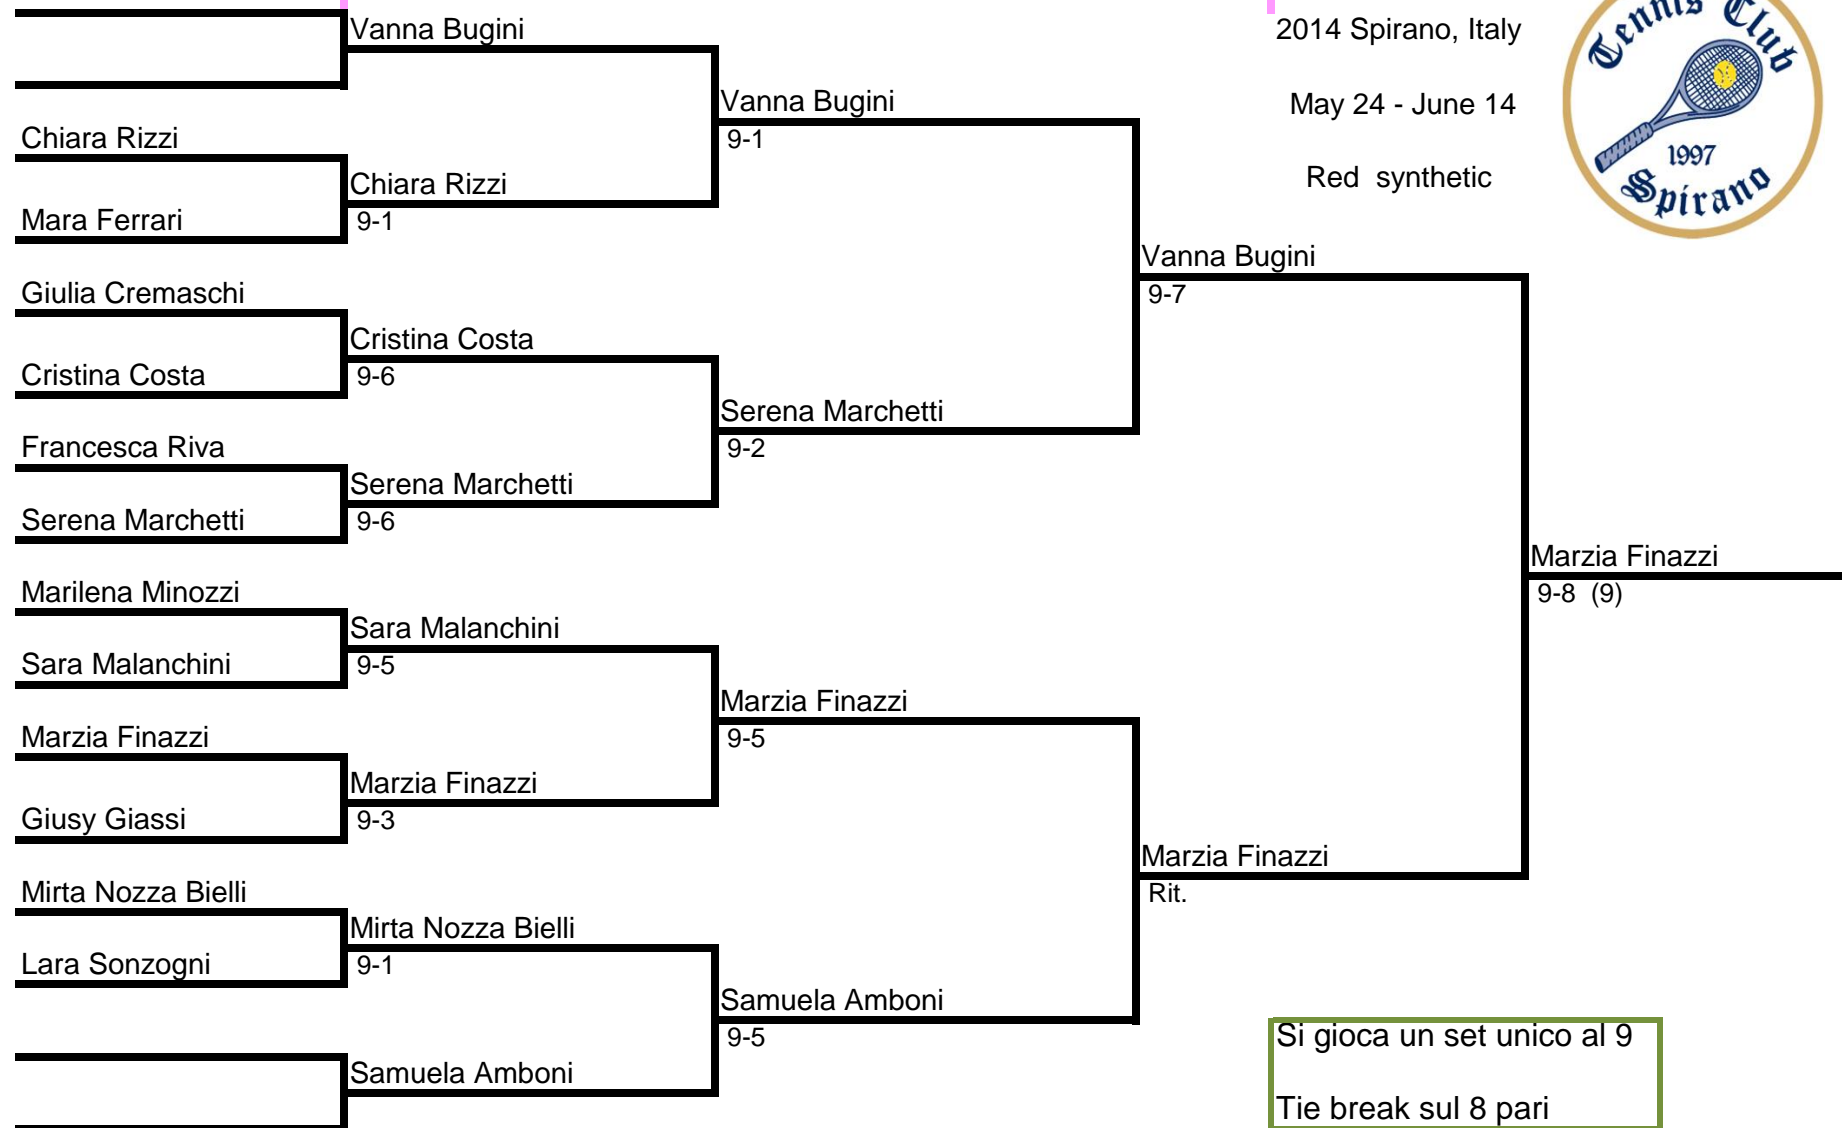 Vanna Bugini
2014 Spirano, Italy
Tennis Club
1997
Spirano
Vanna Bugini
9-1
May 24 - June 14
Chiara Rizzi
Chiara Rizzi
9-1
Red synthetic
Mara Ferrari
Vanna Bugini
9-7
Giulia Cremaschi
Cristina Costa
9-6
Cristina Costa
Serena Marchetti
9-2
Francesca Riva
Serena Marchetti
9-6
Serena Marchetti
Marzia Finazzi
9-8 (9)
Marilena Minozzi
Sara Malanchini
9-5
Sara Malanchini
Marzia Finazzi
9-5
Marzia Finazzi
Marzia Finazzi
9-3
Giusy Giassi
Marzia Finazzi
Rit.
Mirta Nozza Bielli
Mirta Nozza Bielli
9-1
Lara Sonzogni
Samuela Amboni
9-5
Si gioca un set unico al 9
Samuela Amboni
Tie break sul 8 pari